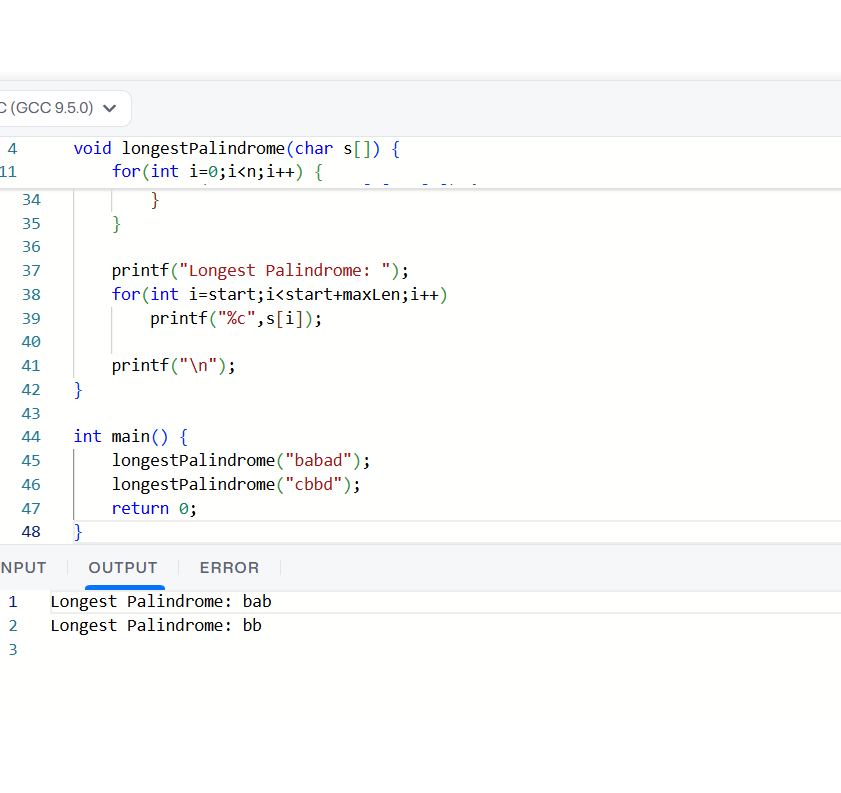 C (GCC 9.5.0)
4 void longestPalindrome(char s[]) {
11 for(int i=0;i<n;i++) {
34 }
35 }
36
37 printf("Longest Palindrome: ");
38 for(int i=start;i<start+maxLen;i++)
39 printf("%c",s[i]);
40
41 printf("\n");
42 }
43
44 int main() {
45 longestPalindrome("babad");
46 longestPalindrome("cbbd");
47 return 0;
48 }
NPUT OUTPUT ERROR
1 Longest Palindrome: bab
2 Longest Palindrome: bb
3